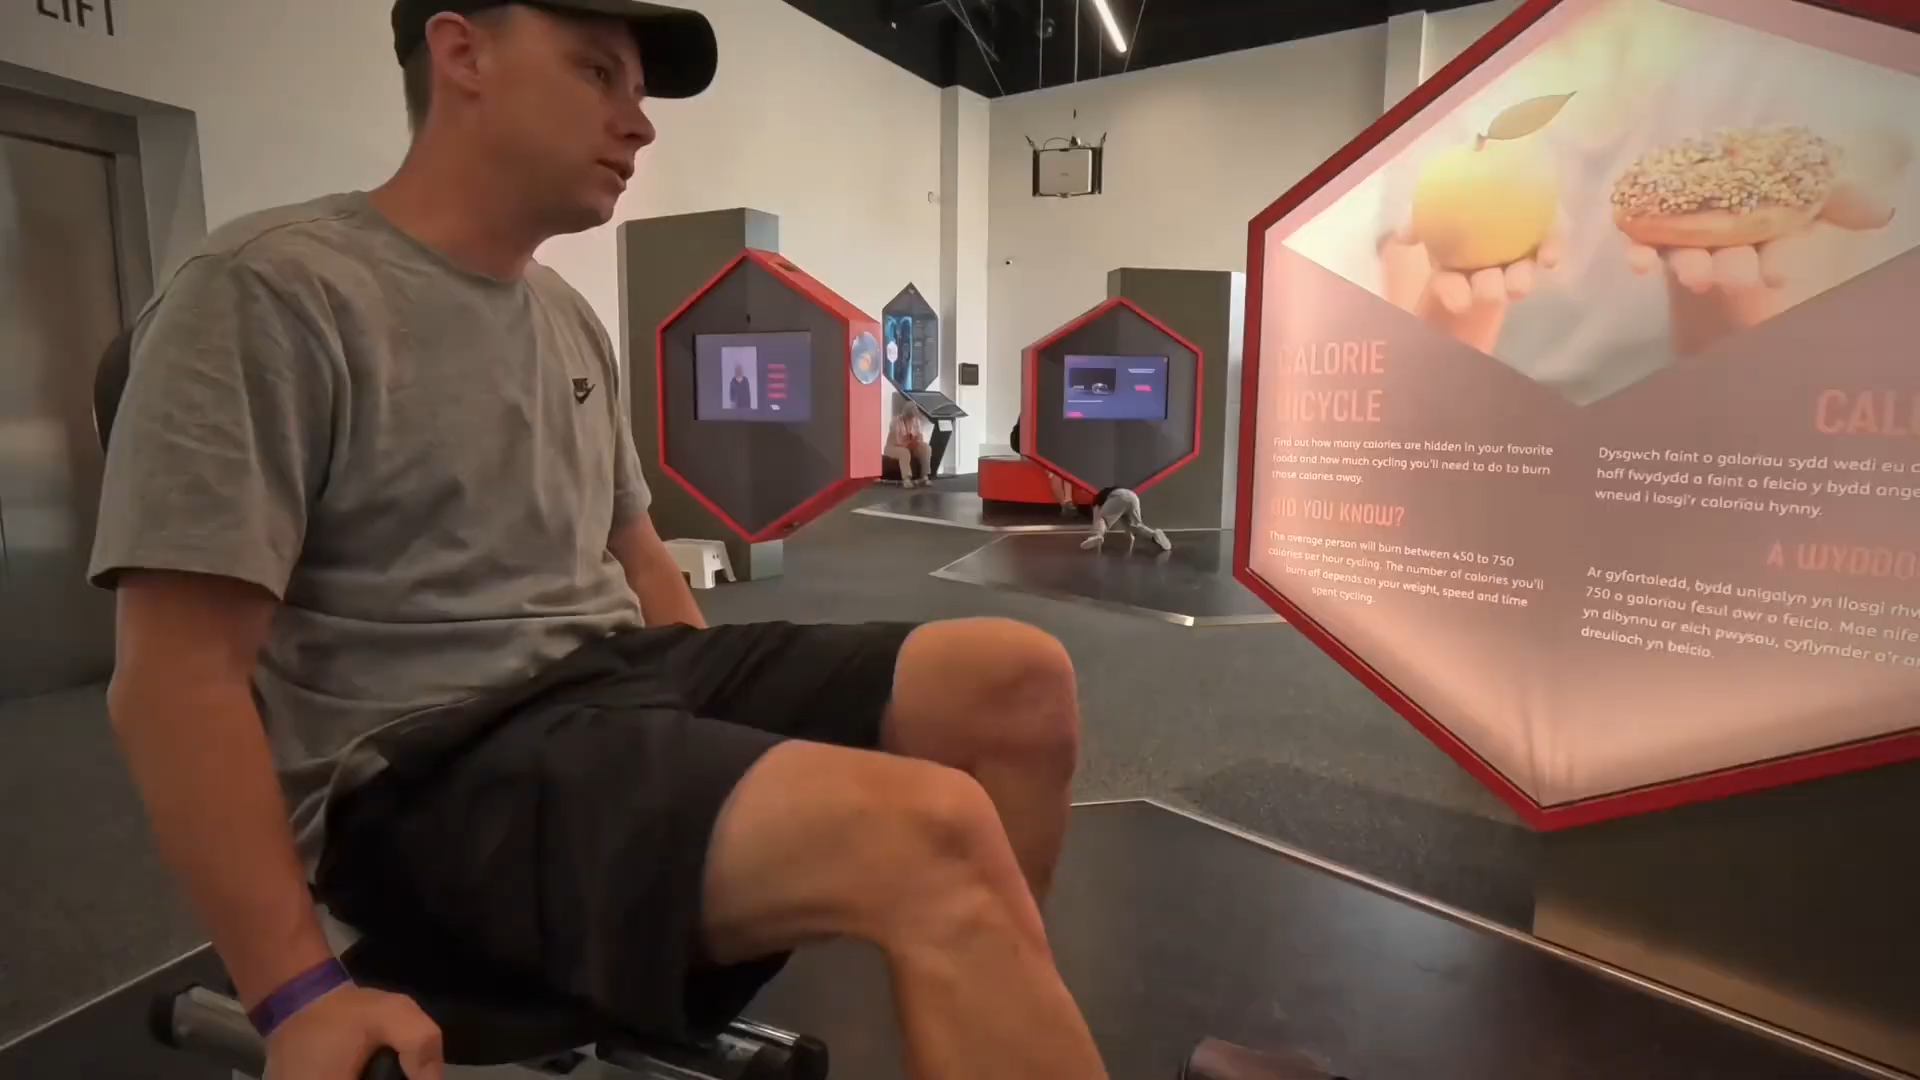 LIFT
NIKE
CALORIE
BICYCLE
Find out how many calories are hidden in your favorite
foods and how much cycling you'll need to do to burn
those calories away.
DID YOU KNOW?
The average person will burn between 450 to 750
calories per hour cycling. The number of calories you'll
burn off depends on your weight, speed and time
spent cycling.
CAL
Dysgwch faint o galorïau sydd wedi eu c
hoff fwydydd a faint o feicio y bydd ange
wneud i losgi'r calorïau hynny.
A WYDDO
Ar gyfartaledd, bydd unigolyn yn llosgi rhw
750 o galorïau fesul awr o feicio. Mae nife
yn dibynnu ar eich pwysau, cyflymder a'r a
dreulioch yn beicio.